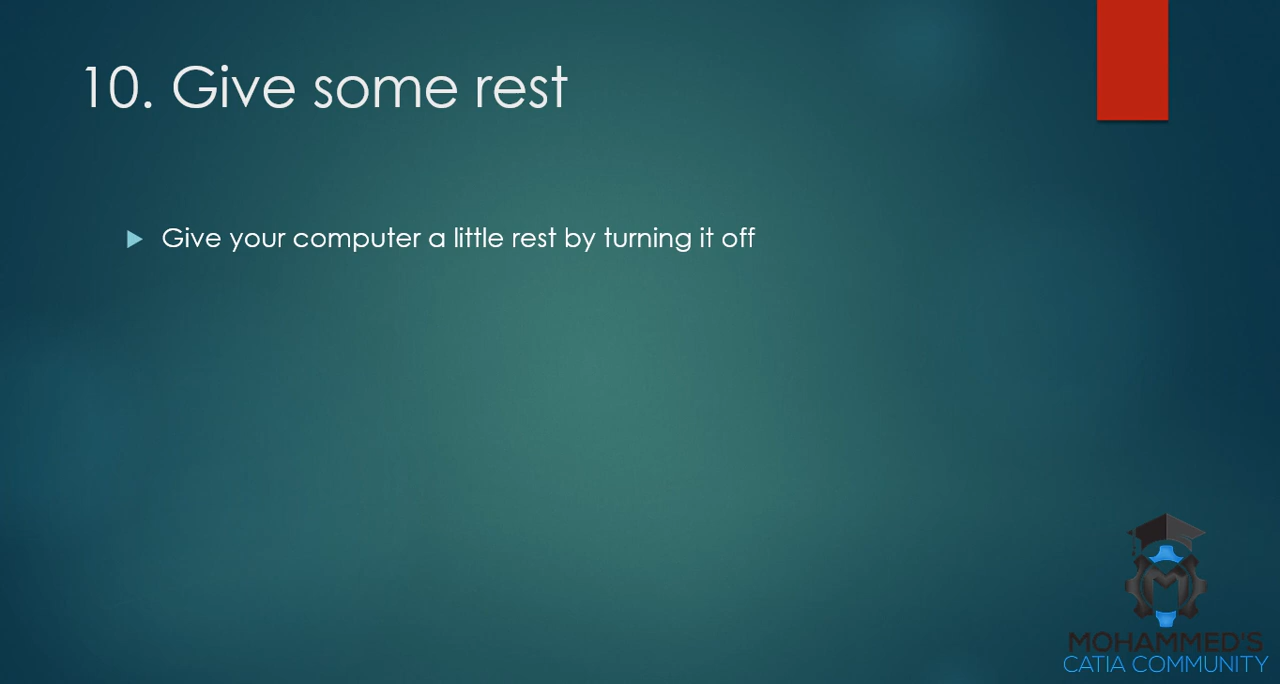 10. Give some rest
Give your computer a little rest by turning it off
MOHAMMED'S
CATIA COMMUNITY